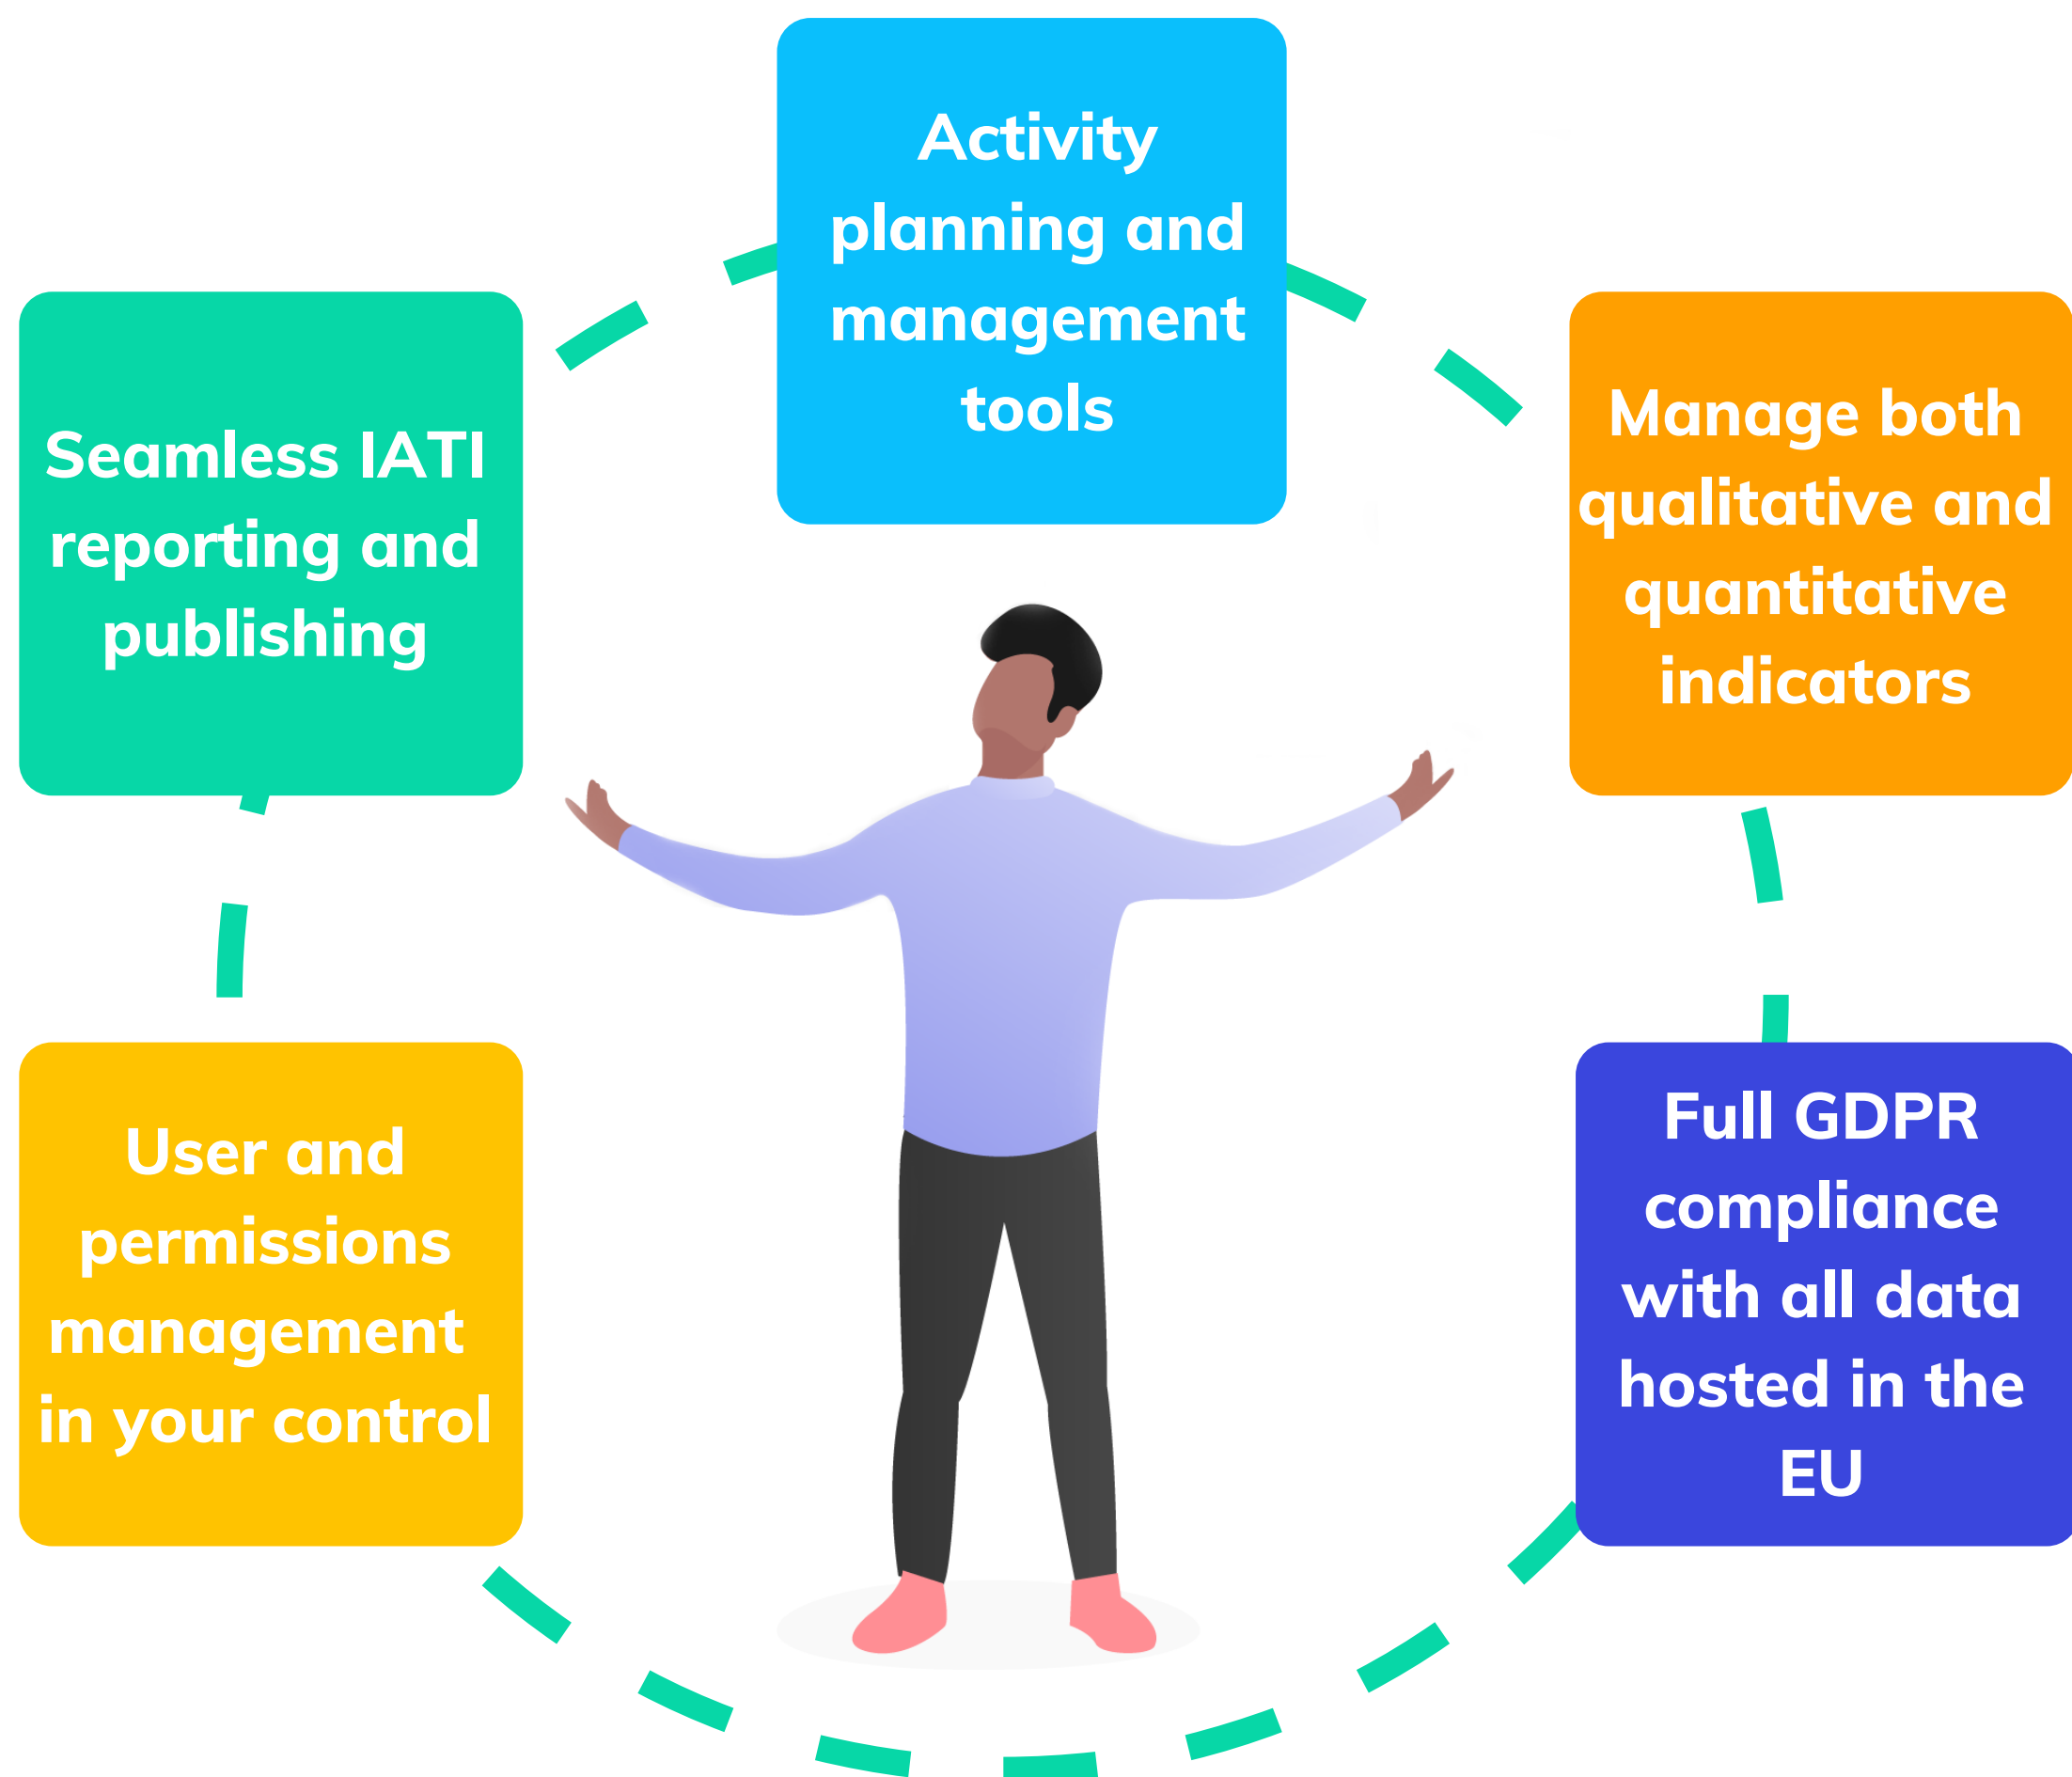 Activity
planning and
management
tools
Seamless IATI
reporting and
publishing
Manage both
qualitative and
quantitative
indicators
User and
permissions
management
in your control
Full GDPR
compliance
with all data
hosted in the
EU